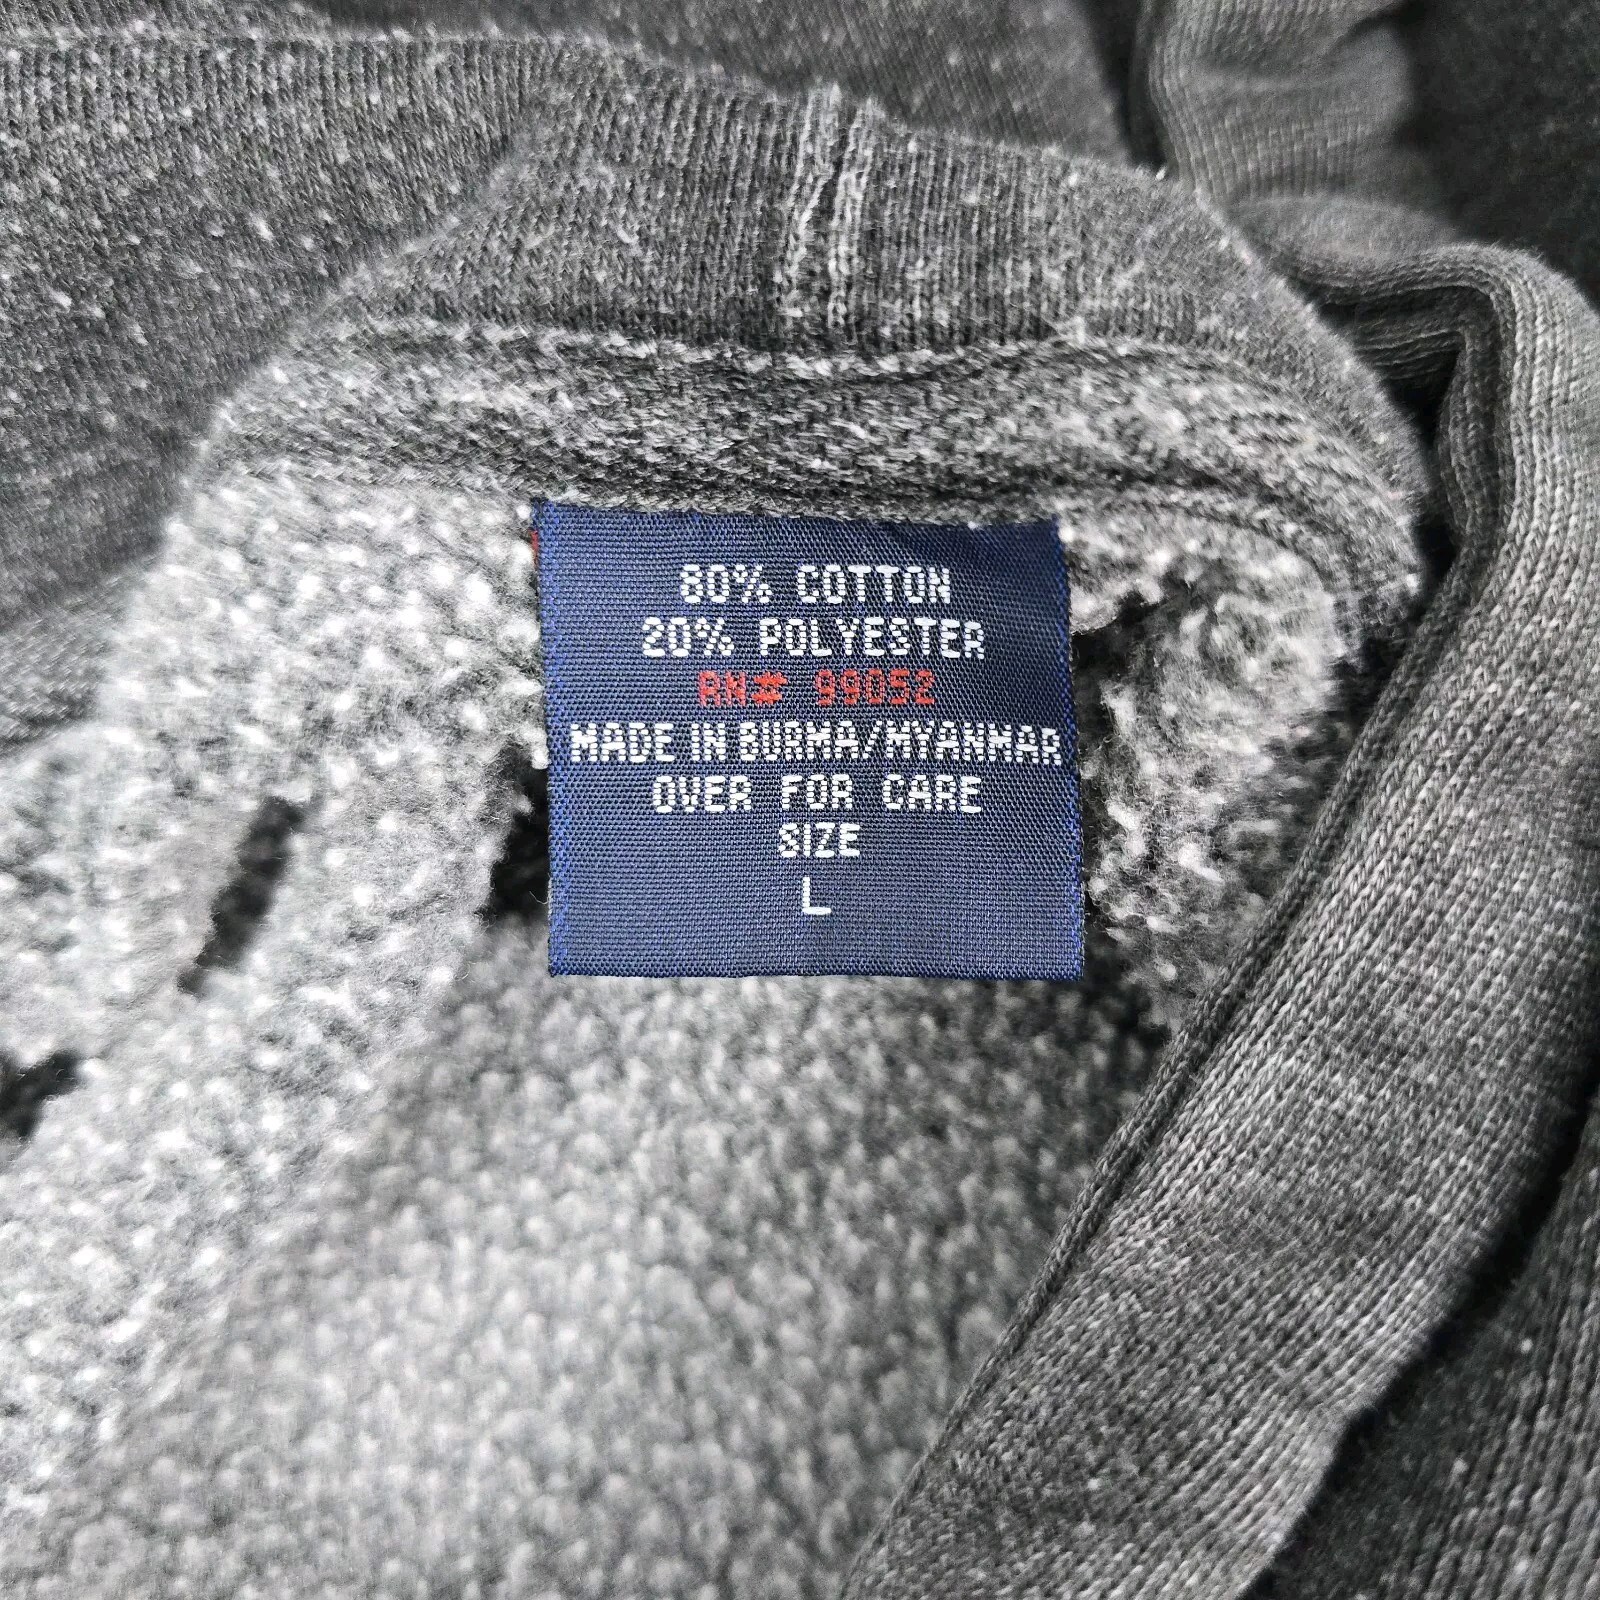 80% COTTON
20% POLYESTER
RN# 99052
MADE IN BURMA/MYANMAR
OVER FOR CARE
SIZE
L